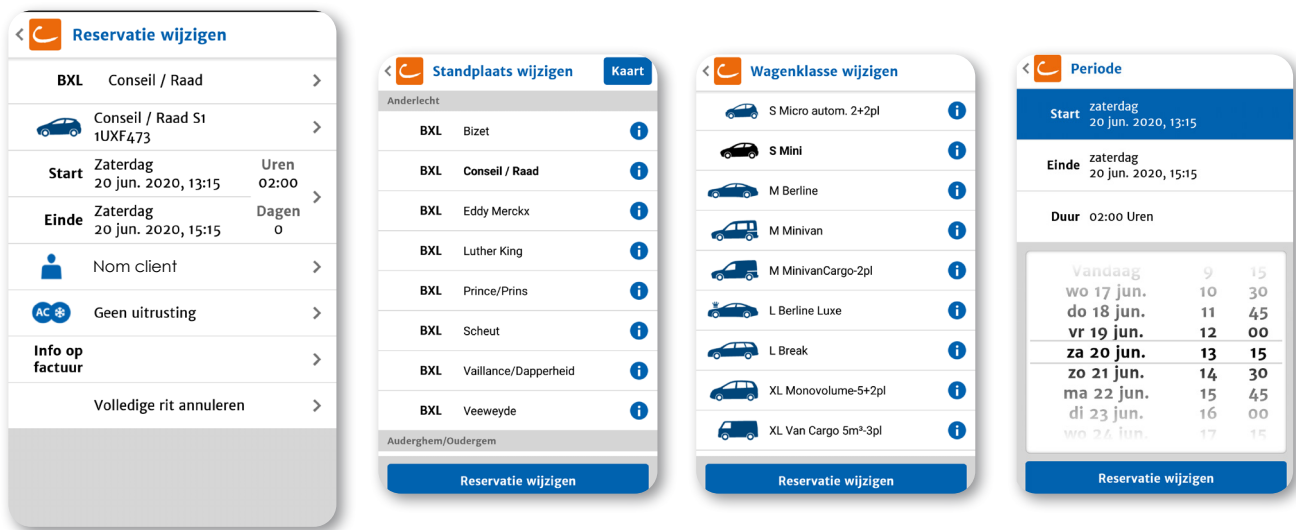 Reservatie wijzigen
BXL Conseil / Raad
Conseil / Raad S1
1UXF473
Start Zaterdag Uren
20 jun. 2020, 13:15 02:00
Einde Zaterdag Dagen
20 jun. 2020, 15:15 0
Nom client
AC Geen uitrusting
Info op
factuur
Volledige rit annuleren
Standplaats wijzigen Kaart
Anderlecht
BXL Bizet
BXL Conseil / Raad
BXL Eddy Merckx
BXL Luther King
BXL Prince/Prins
BXL Scheut
BXL Vaillance/Dapperheid
BXL Veeweyde
Auderghem/Oudergem
Reservatie wijzigen
Wagenklasse wijzigen
S Micro autom. 2+2pl
S Mini
M Berline
M Minivan
M MinivanCargo-2pl
L Berline Luxe
L Break
XL Monovolume-5+2pl
XL Van Cargo 5m³-3pl
Reservatie wijzigen
Periode
Start zaterdag
20 jun. 2020, 13:15
Einde zaterdag
20 jun. 2020, 15:15
Duur 02:00 Uren
Vandaag 9 15
wo 17 jun. 10 30
do 18 jun. 11 45
vr 19 jun. 12 00
za 20 jun. 13 15
zo 21 jun. 14 30
ma 22 jun. 15 45
di 23 jun. 16 00
wo 24 jun. 17 15
Reservatie wijzigen